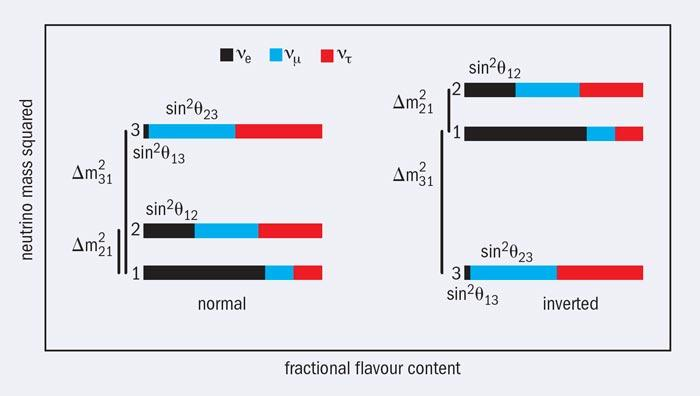 νe νμ ντ
neutrino mass squared
sin²θ23
3
sin²θ13
Δm²31
sin²θ12
2
Δm²21
1
normal
sin²θ12
2
Δm²21
1
Δm²31
sin²θ23
3
sin²θ13
inverted
fractional flavour content